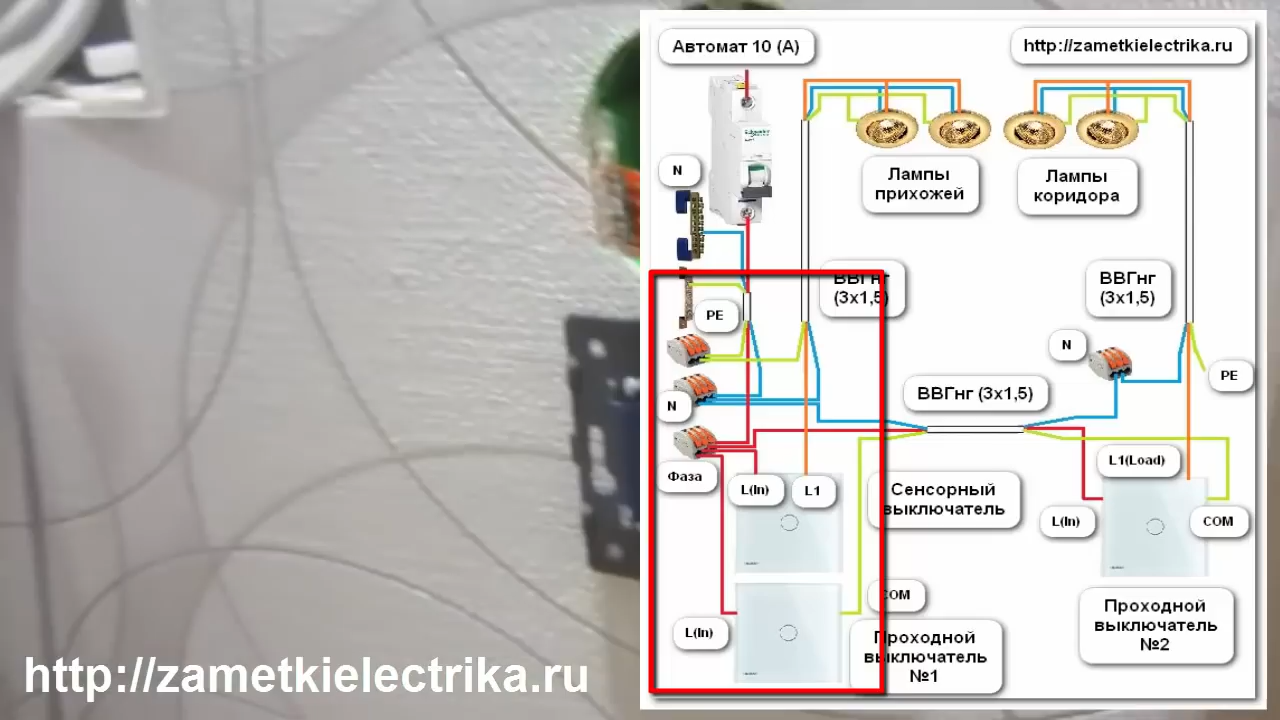 Автомат 10 (А)
http://zametkielectrika.ru
N
Лампы
прихожей
Лампы
коридора
ВВГнг
(3х1,5)
ВВГнг
(3х1,5)
PE
N
PE
N
ВВГнг (3х1,5)
Фаза
L(In)
L1
Сенсорный
выключатель
L1(Load)
L(In)
COM
COM
L(In)
Проходной
выключатель
№1
Проходной
выключатель
№2
http://zametkielectrika.ru